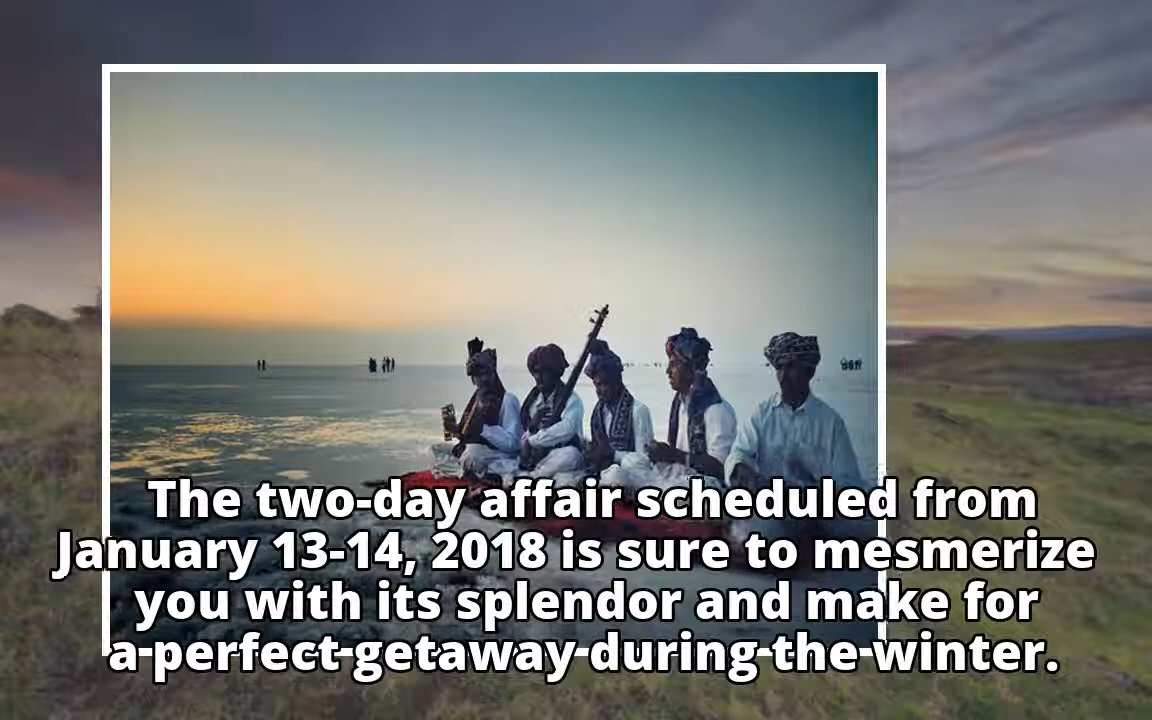 The two-day affair scheduled from
January 13-14, 2018 is sure to mesmerize
you with its splendor and make for
a perfect getaway during the winter.